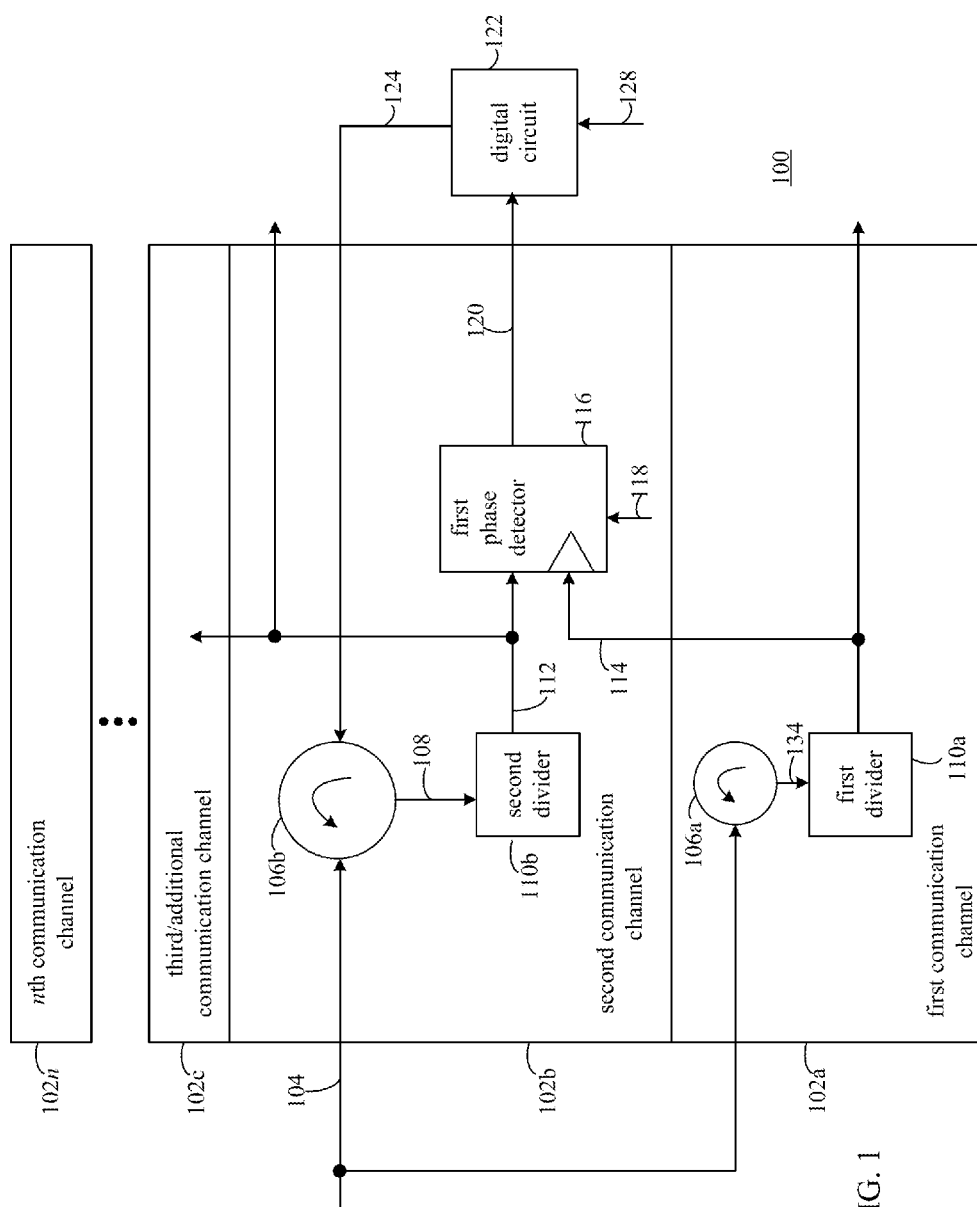 102a
102b
104
102c
102n
IG. 1
106a
134
first
divider
110a
first communication
channel
106b
108
second
divider
110b
112
114
second communication
channel
third/additional
communication channel
nth communication
channel
first
phase
detector
116
118
120
digital
circuit
122
124
128
100